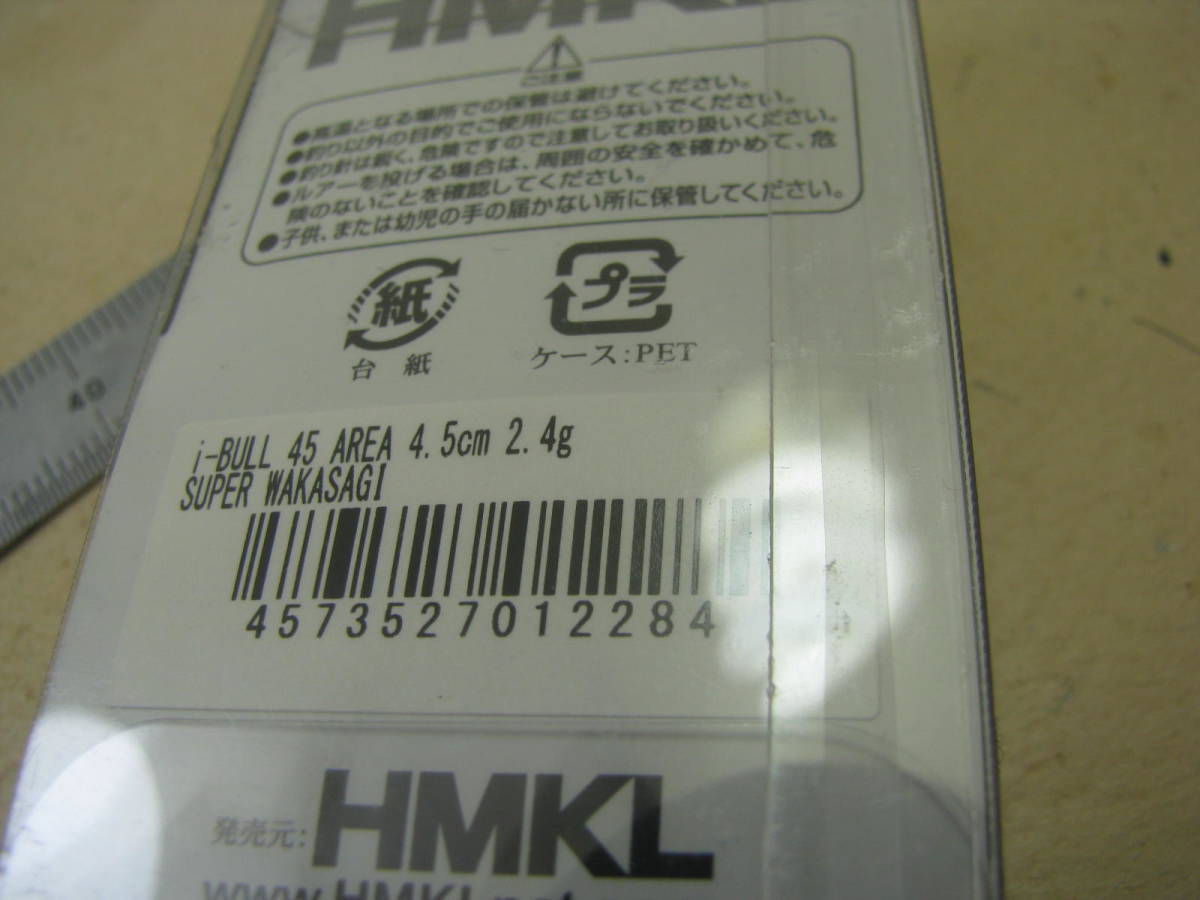 HMKL
ご注意
●高温となる場所での保管は避けてください。
●釣り以外の目的でご使用にならないでください。
●釣り針は鋭く、危険ですので注意してお取り扱いください。
●ルアーを投げる場合は、周囲の安全を確かめて、危
険のないことを確認してください。
●子供、または幼児の手の届かない所に保管してください。
紙
プラ
台紙
ケース:PET
40
i-BULL 45 AREA 4.5cm 2.4g
SUPER WAKASAGI
4573527012284
発売元: HMKL
www.HMKL.net